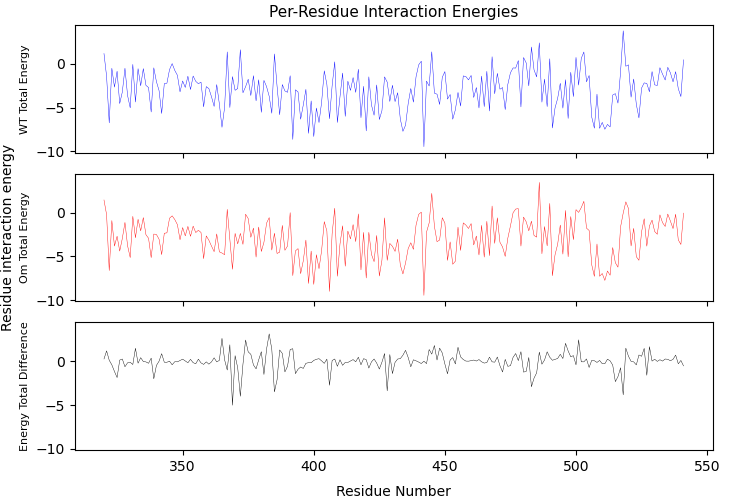 Per-Residue Interaction Energies
Residue interaction energy
WT Total Energy
0
−5
−10
Om Total Energy
0
−5
−10
Energy Total Difference
0
−5
−10
350 400 450 500 550
Residue Number